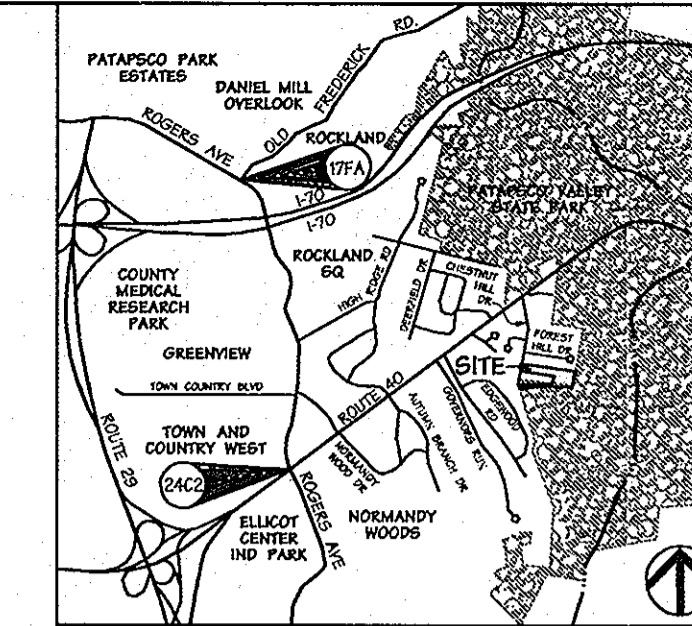 PATAPSCO PARK
ESTATES
DANIEL MILL
OVERLOOK
OLD FREDERICK RD.
ROGERS AVE
ROCKLAND
17FA
I-70
I-70
PATAPSCO VALLEY
STATE PARK
ROCKLAND
SQ
HIGH RIDGE RD
DEERFIELD DR
CHESTNUT
HILL
DR
FOREST
HILL DR
SITE
COUNTY
MEDICAL
RESEARCH
PARK
GREENVIEW
TOWN COUNTRY BLVD
ROUTE 40
GOVERNORS RUN
EDGEWOOD
RD
AUTUMN BRANCH DR
ROUTE 29
TOWN AND
COUNTRY WEST
24C2
NORMANDY
WOOD DR
ROGERS AVE
ELLICOT
CENTER
IND PARK
NORMANDY
WOODS